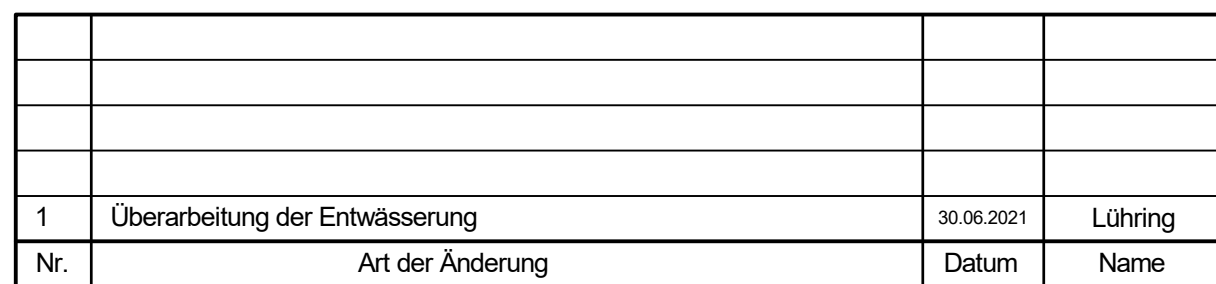 1 Überarbeitung der Entwässerung 30.06.2021 Lühring
Nr. Art der Änderung Datum Name